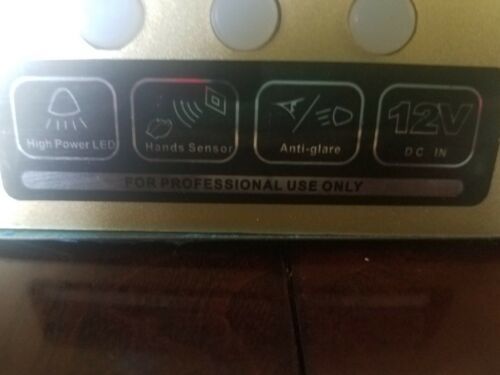 High Power LED
Hands Sensor
Anti-glare
12V
DC IN
FOR PROFESSIONAL USE ONLY